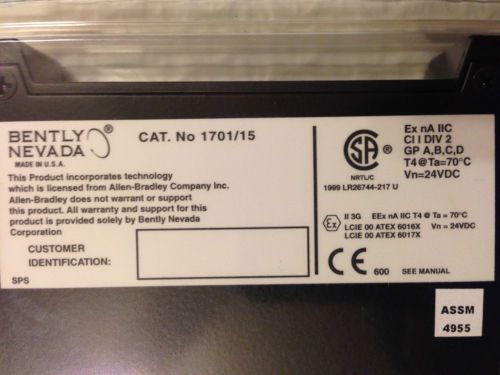 BENTLY
NEVADA ®
MADE IN U.S.A.
CAT. No 1701/15
This Product incorporates technology
which is licensed from Allen-Bradley Company Inc.
Allen-Bradley does not warrant or support
this product. All warranty and support for this
product is provided solely by Bently Nevada
Corporation
CUSTOMER
IDENTIFICATION:
SPS
SA ®
NRTL/C
1999 LR26744-217 U
Ex nA IIC
Cl I DIV 2
GP A,B,C,D
T4@Ta=70°C
Vn=24VDC
Ex II 3G EEx nA IIC T4 @ Ta = 70°C
LCIE 00 ATEX 6016X Vn = 24VDC
LCIE 00 ATEX 6017X
CE 600 SEE MANUAL
ASSM
4955